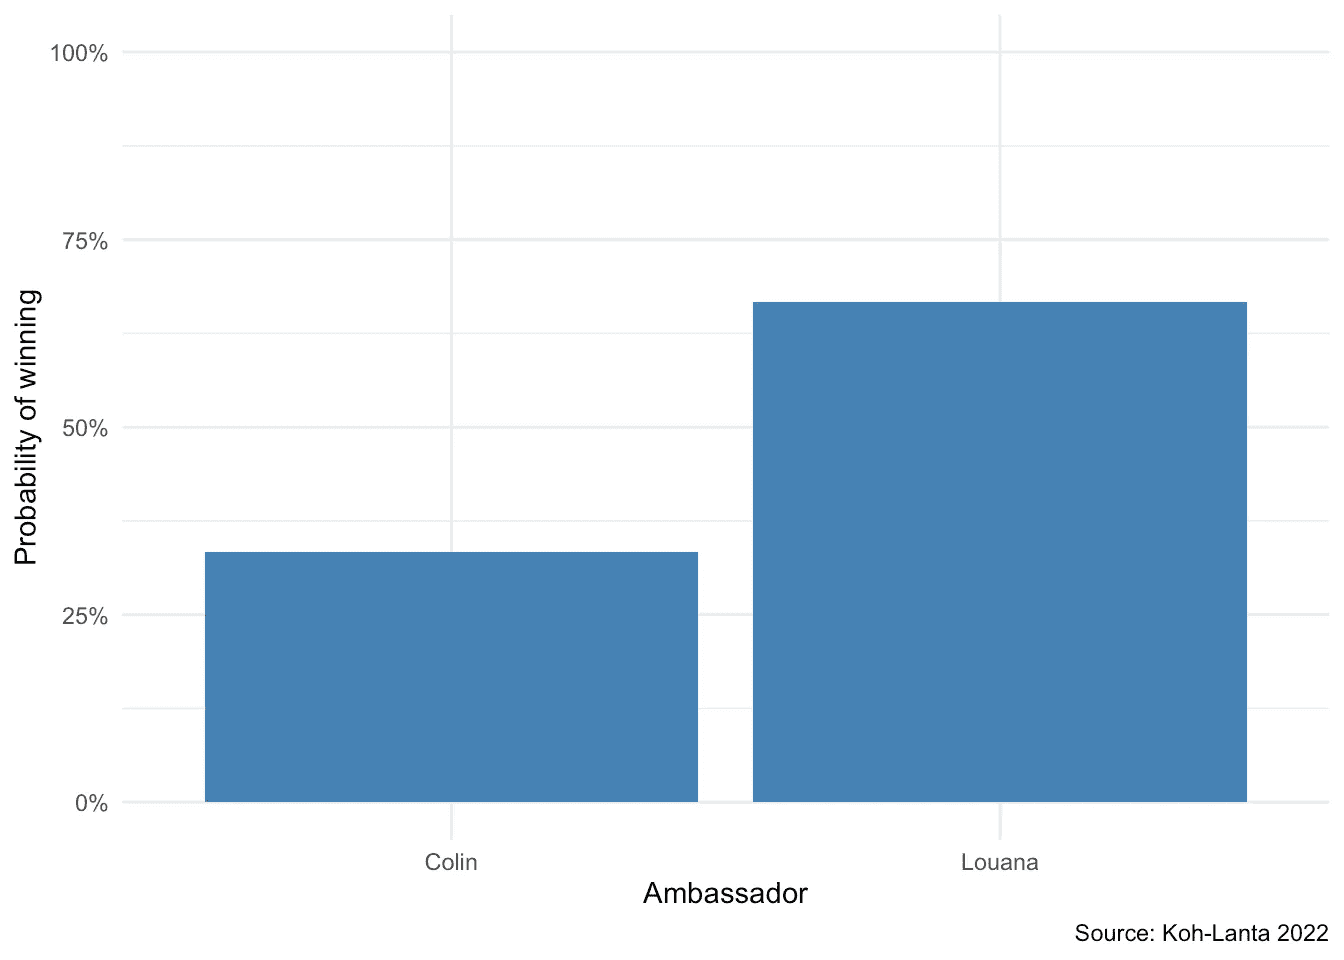 100%
75%
50%
25%
0%
Probability of winning
Colin
Louana
Ambassador
Source: Koh-Lanta 2022